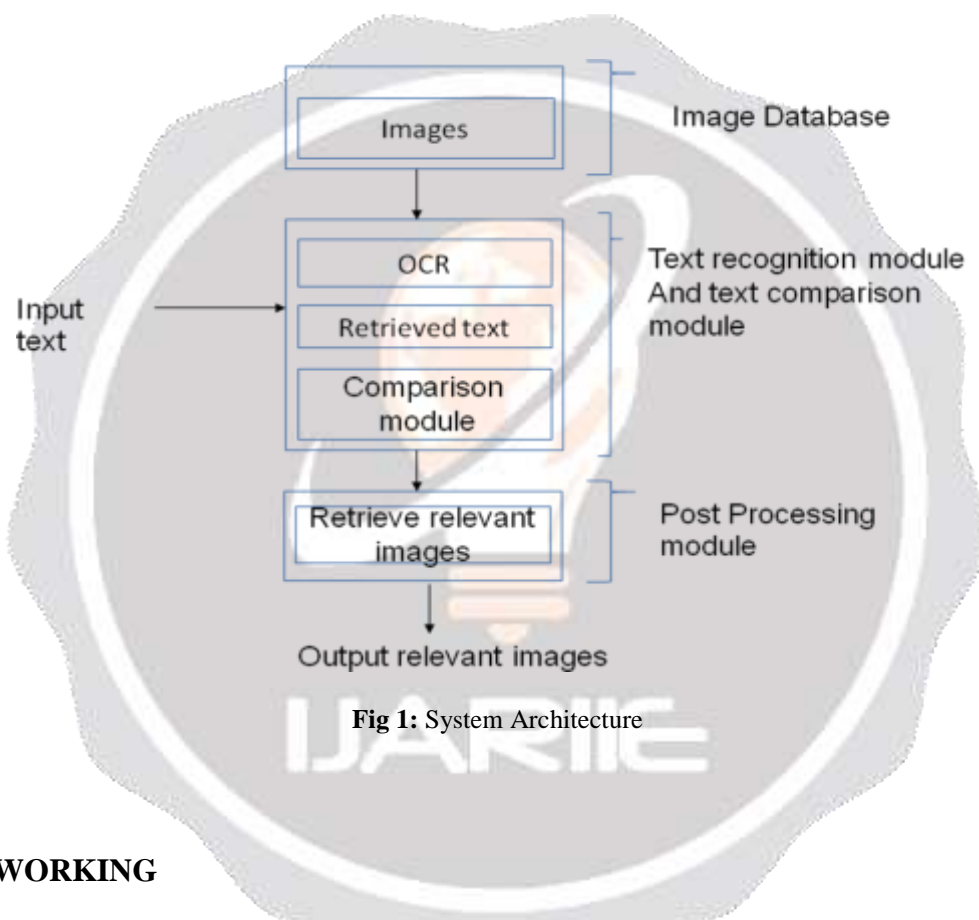 Images
Image Database
OCR
Retrieved text
Comparison
module
Text recognition module
And text comparison
module
Input
text
Retrieve relevant
images
Post Processing
module
Output relevant images
Fig 1: System Architecture
IJARIIE
WORKING